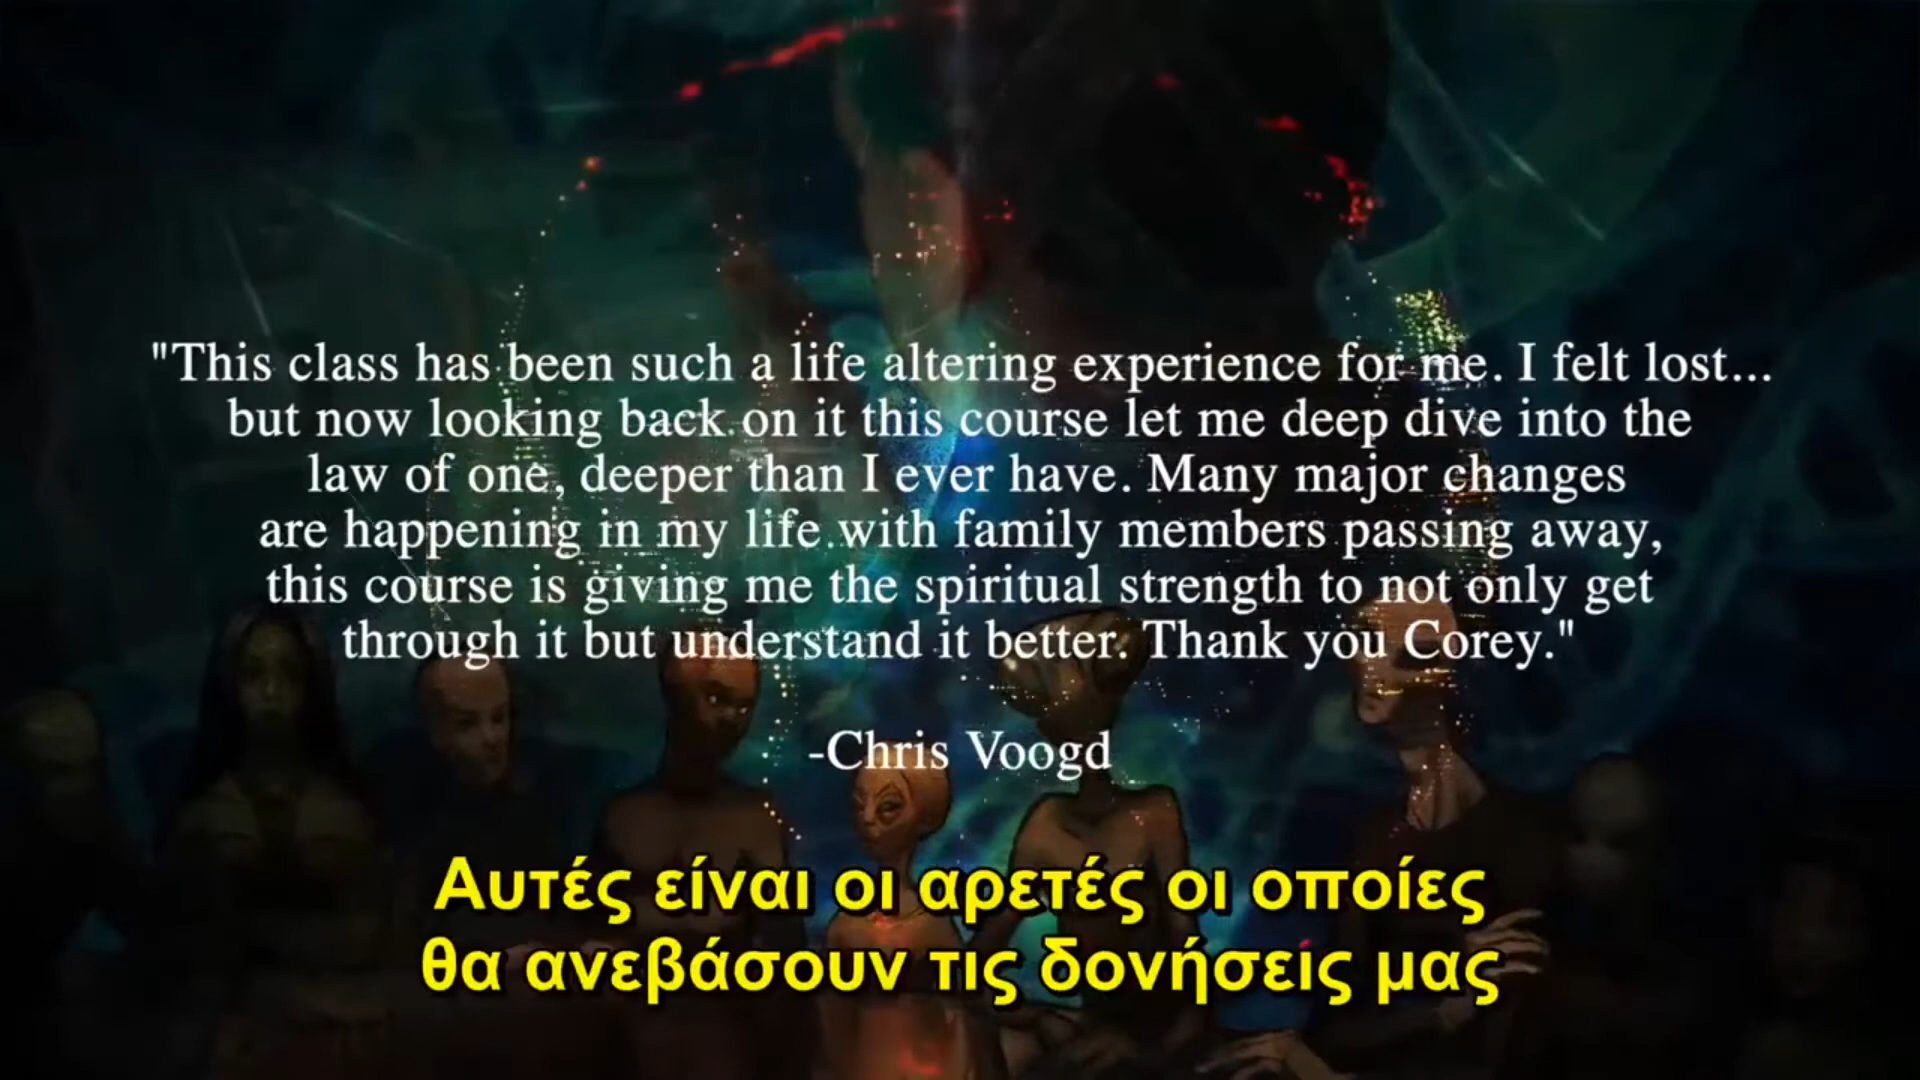 "This class has been such a life altering experience for me. I felt lost...
but now looking back on it this course let me deep dive into the
law of one, deeper than I ever have. Many major changes
are happening in my life with family members passing away,
this course is giving me the spiritual strength to not only get
through it but understand it better. Thank you Corey."
-Chris Voogd
Αυτές είναι οι αρετές οι οποίες
θα ανεβάσουν τις δονήσεις μας